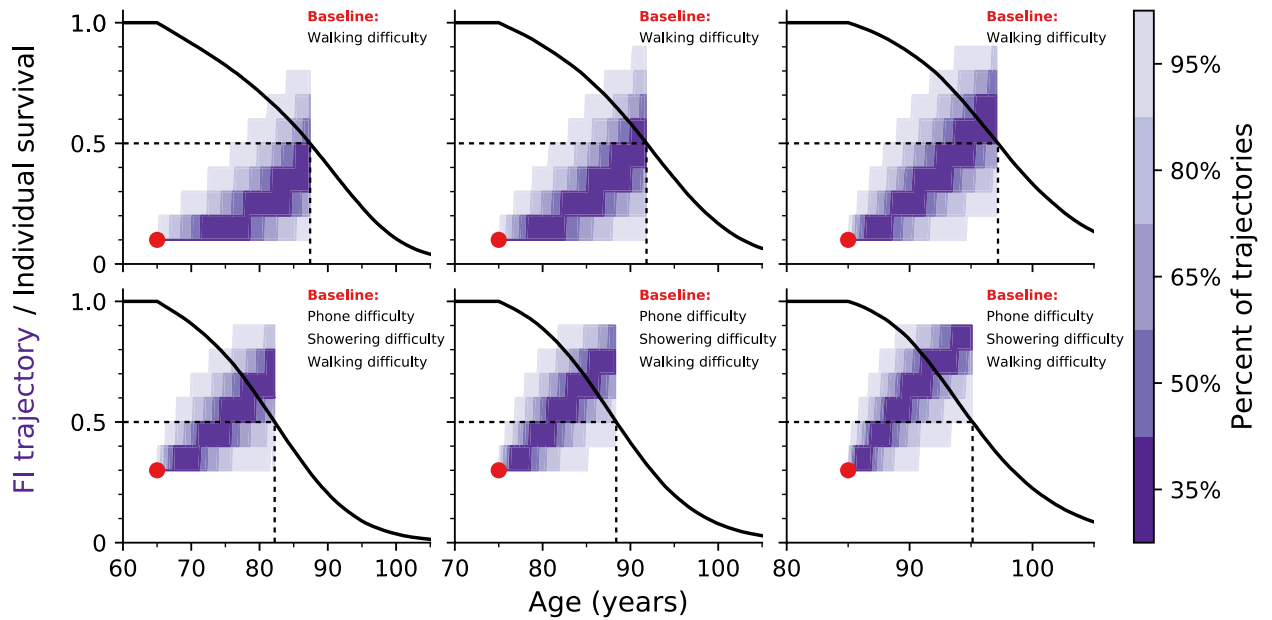 FI trajectory / Individual survival
1.0
0.5
0
Baseline:
Walking difficulty
Baseline:
Walking difficulty
Baseline:
Walking difficulty
1.0
0.5
0
Baseline:
Phone difficulty
Showering difficulty
Walking difficulty
Baseline:
Phone difficulty
Showering difficulty
Walking difficulty
Baseline:
Phone difficulty
Showering difficulty
Walking difficulty
60 70 80 90 100
70 80 90 100
80 90 100
Age (years)
95%
80%
65%
50%
35%
Percent of trajectories